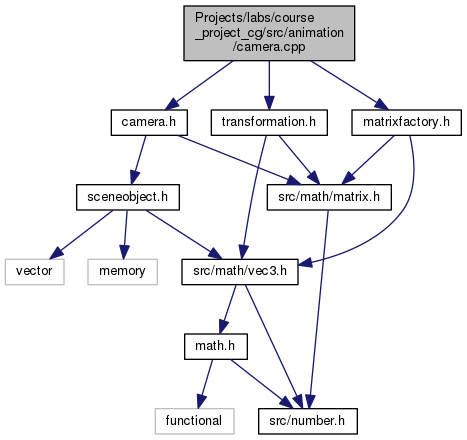 Projects/labs/course
_project_cg/src/animation
/camera.cpp
camera.h
transformation.h
matrixfactory.h
sceneobject.h
src/math/matrix.h
vector
memory
src/math/vec3.h
math.h
functional
src/number.h